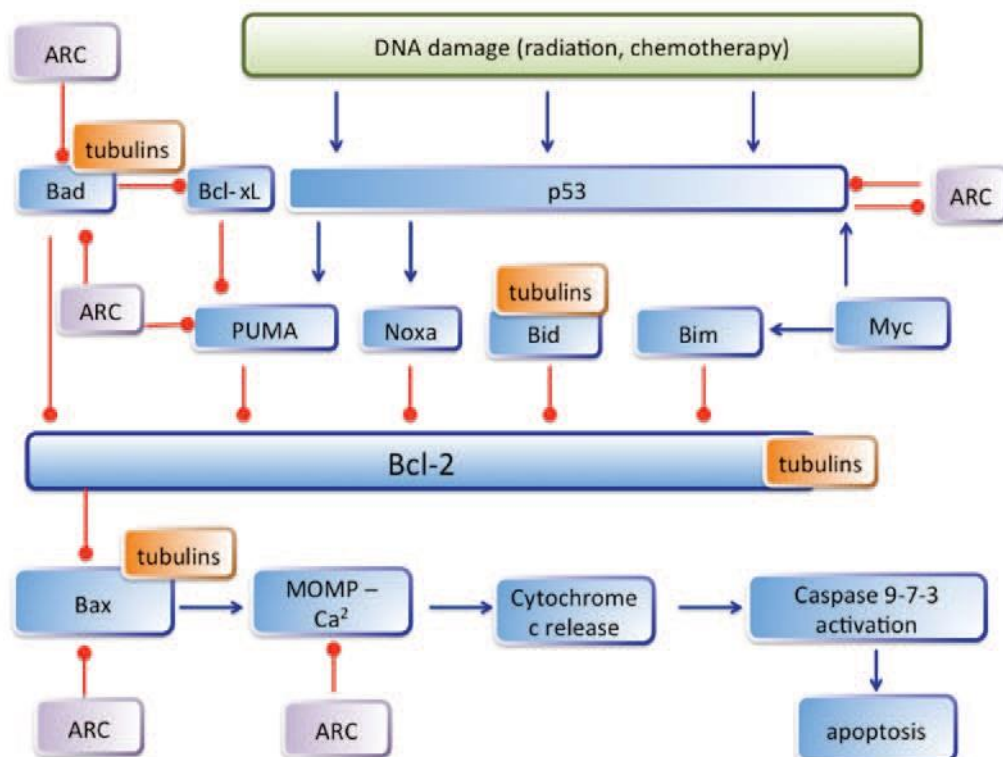 ARC
DNA damage (radiation, chemotherapy)
tubulins
Bad
Bcl- xL
p53
ARC
ARC
PUMA
Noxa
tubulins
Bid
Bim
Myc
Bcl-2
tubulins
tubulins
Bax
MOMP –
Ca²
Cytochrome
c release
Caspase 9-7-3
activation
ARC
ARC
apoptosis